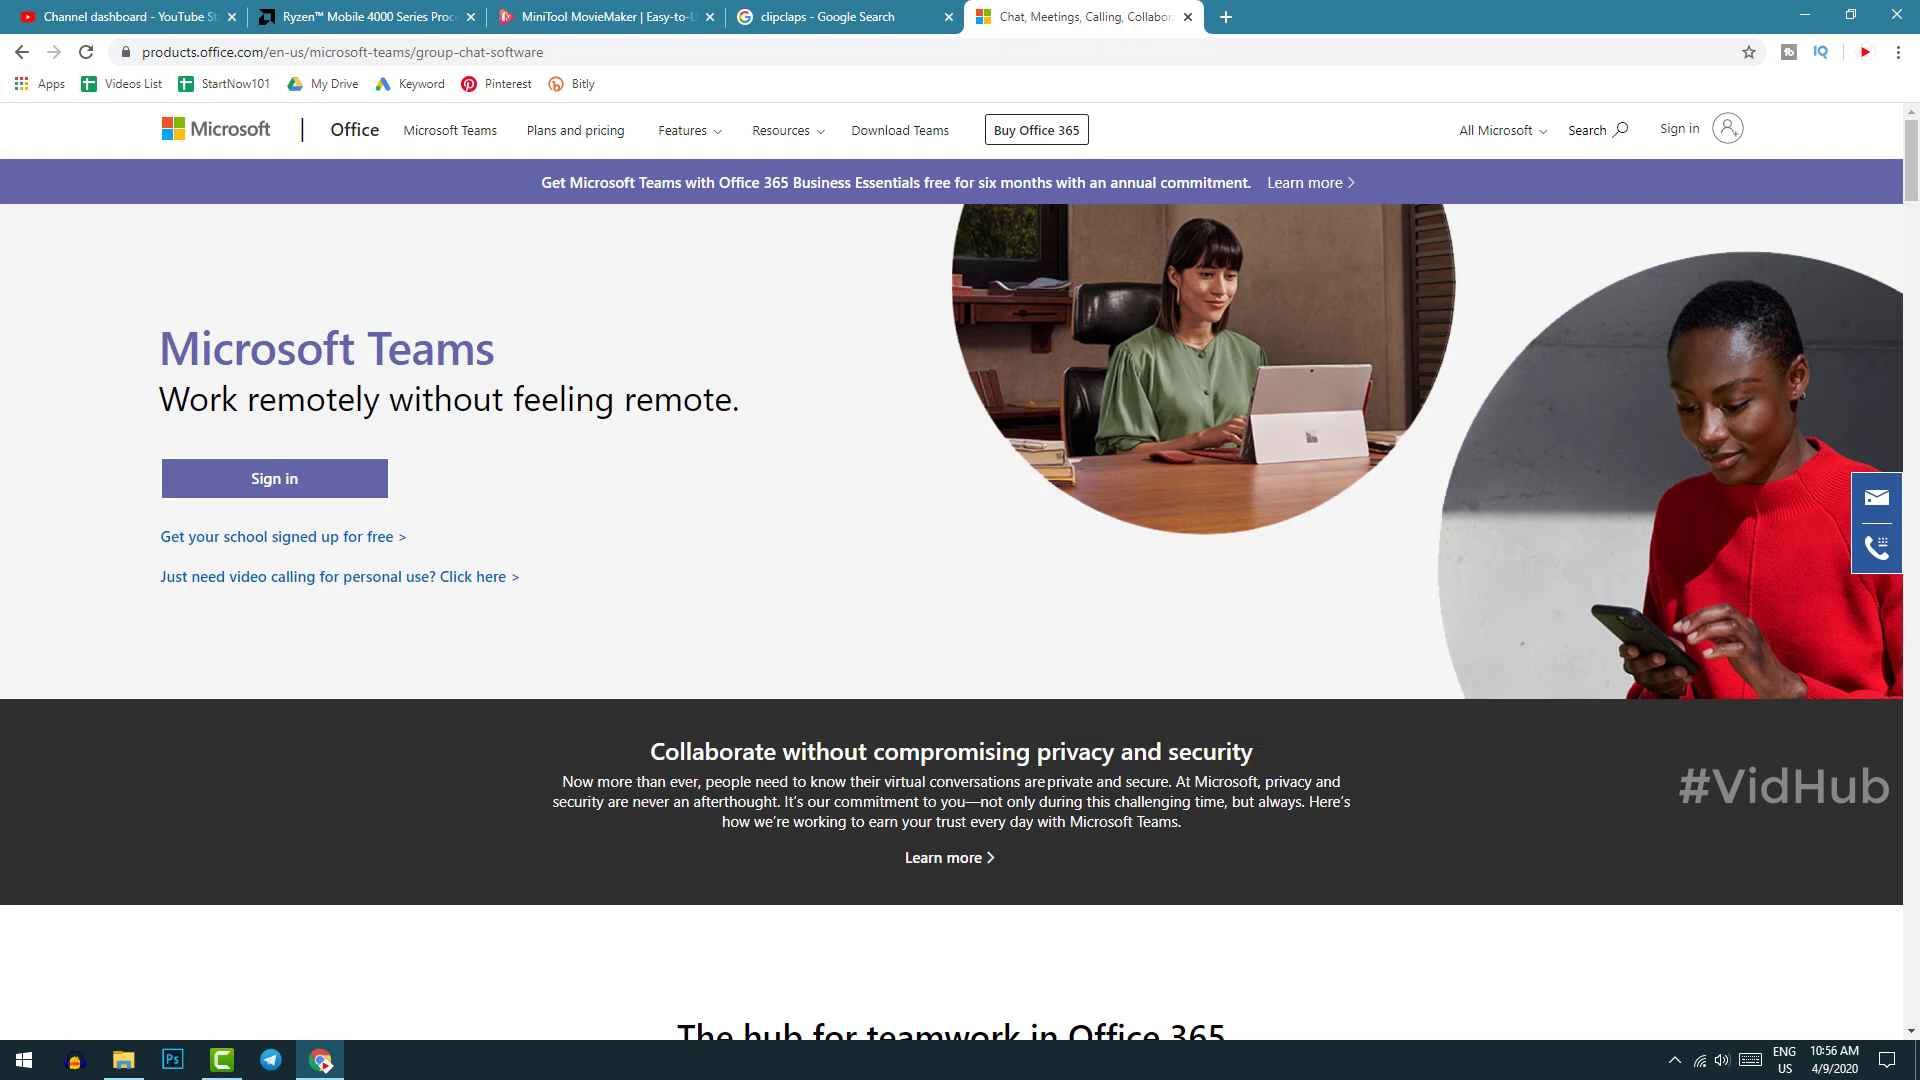 Channel dashboard - YouTube St
Ryzen™ Mobile 4000 Series Proc
MiniTool MovieMaker | Easy-to-U
clipclaps - Google Search
Chat, Meetings, Calling, Collabor
products.office.com/en-us/microsoft-teams/group-chat-software
Apps
Videos List
StartNow101
My Drive
Keyword
Pinterest
Bitly
Microsoft
Office
Microsoft Teams
Plans and pricing
Features
Resources
Download Teams
Buy Office 365
All Microsoft
Search
Sign in
Get Microsoft Teams with Office 365 Business Essentials free for six months with an annual commitment. Learn more >
Microsoft Teams
Work remotely without feeling remote.
Sign in
Get your school signed up for free >
Just need video calling for personal use? Click here >
Collaborate without compromising privacy and security
Now more than ever, people need to know their virtual conversations are private and secure. At Microsoft, privacy and
security are never an afterthought. It's our commitment to you—not only during this challenging time, but always. Here's
how we're working to earn your trust every day with Microsoft Teams.
Learn more >
#VidHub
The hub for teamwork in Office 365
Ps
ENG
US
10:56 AM
4/9/2020